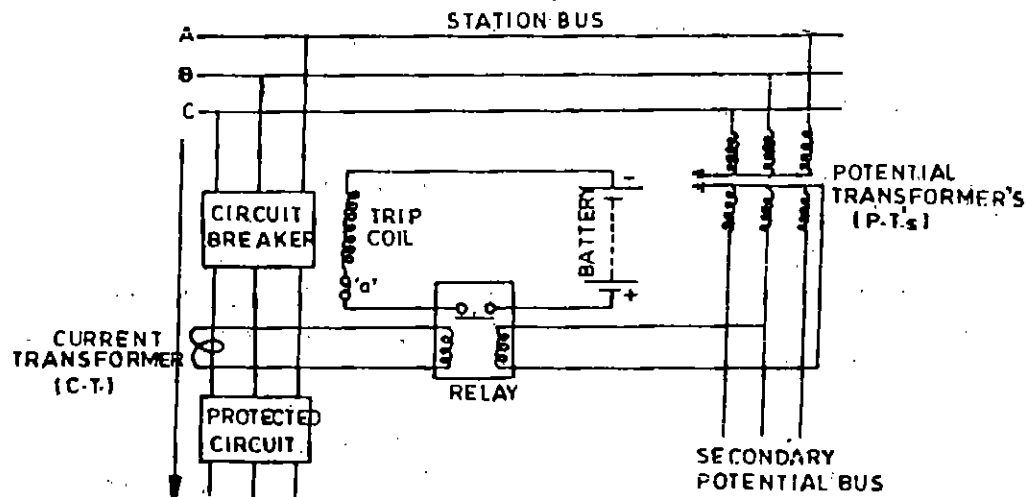 STATION BUS
A
B
C
CIRCUIT
BREAKER
TRIP
COIL
'a'
BATTERY
-
+
POTENTIAL
TRANSFORMER'S
(P.T's)
CURRENT
TRANSFORMER
(C.T.)
RELAY
PROTECTED
CIRCUIT
SECONDARY
POTENTIAL BUS